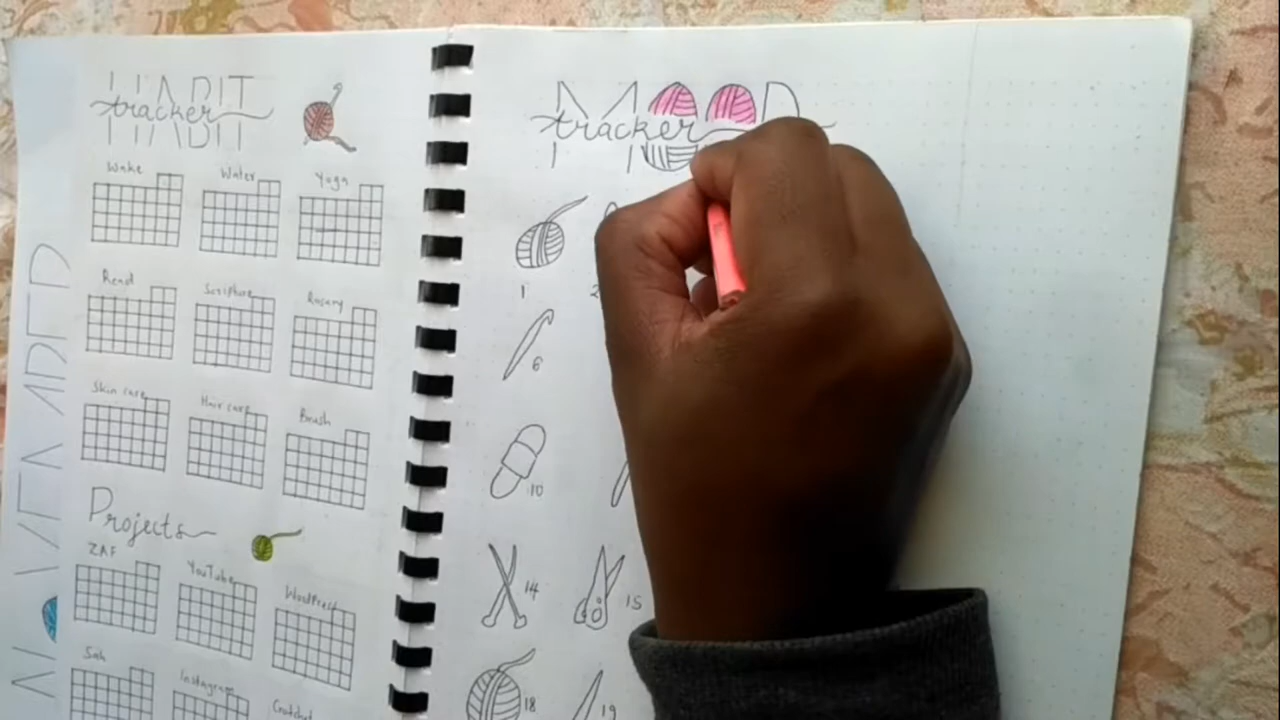 HABIT
tracker
Wake Water Yoga
Read Scripture Rosary
Skin care Hair care Brush
Projects
ZAF YouTube WordPress
Sah Instagram Crotchet
MOOD
tracker
1
6
10
14 15
18 19